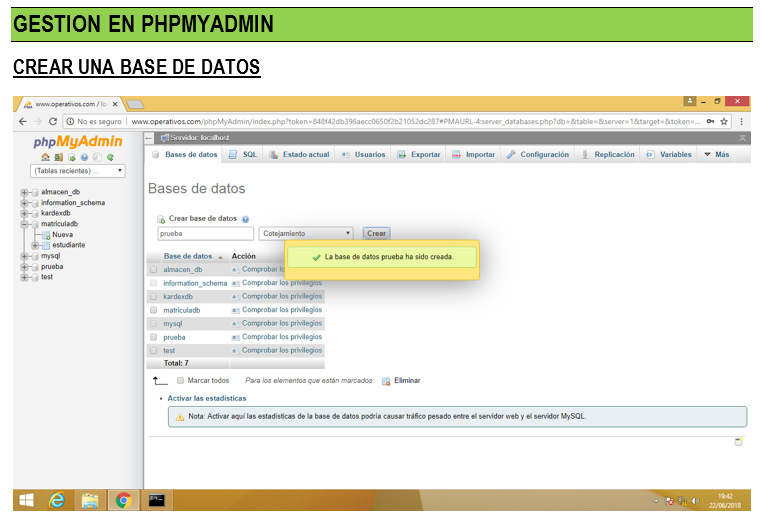 GESTION EN PHPMYADMIN
CREAR UNA BASE DE DATOS
www.operativos.com / lo
No es seguro | www.operativos.com/phpMyAdmin/index.php?token=848f42db396aecc0650f2b21052dc287#PMAURL-4:server_databases.php?db=&table=&server=1&target=&token=...
phpMyAdmin
(Tablas recientes) ...
almacen_db
information_schema
kardexdb
matriculadb
Nueva
estudiante
mysql
prueba
test
Servidor: localhost
Bases de datos SQL Estado actual Usuarios Exportar Importar Configuración Replicación Variables Más
Bases de datos
Crear base de datos
prueba Cotejamiento Crear
La base de datos prueba ha sido creada.
Base de datos Acción
almacen_db Comprobar lo
information_schema Comprobar los privilegios
kardexdb Comprobar los privilegios
matriculadb Comprobar los privilegios
mysql Comprobar los privilegios
prueba Comprobar los privilegios
test Comprobar los privilegios
Total: 7
Marcar todos Para los elementos que están marcados: Eliminar
Activar las estadísticas
Nota: Activar aquí las estadísticas de la base de datos podría causar tráfico pesado entre el servidor web y el servidor MySQL.
19:42
22/06/2018